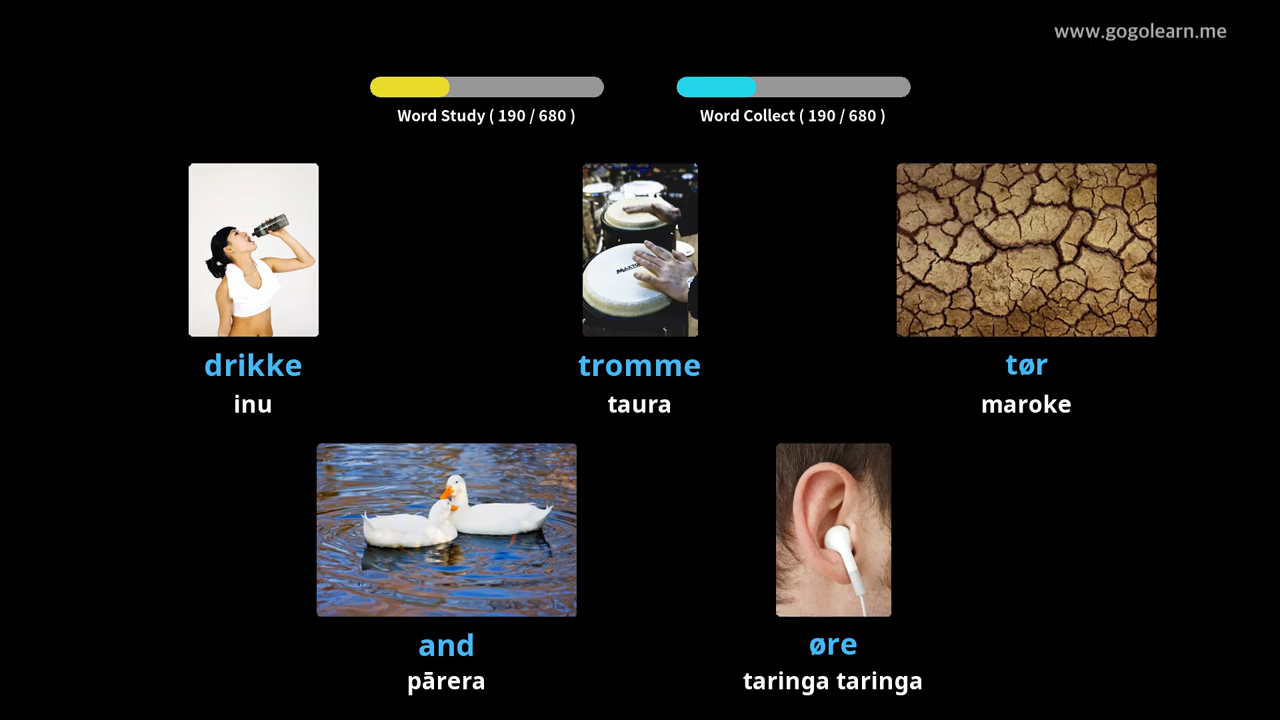 www.gogolearn.me
Word Study ( 190 / 680 )
Word Collect ( 190 / 680 )
drikke
inu
tromme
taura
tør
maroke
and
pārera
øre
taringa taringa